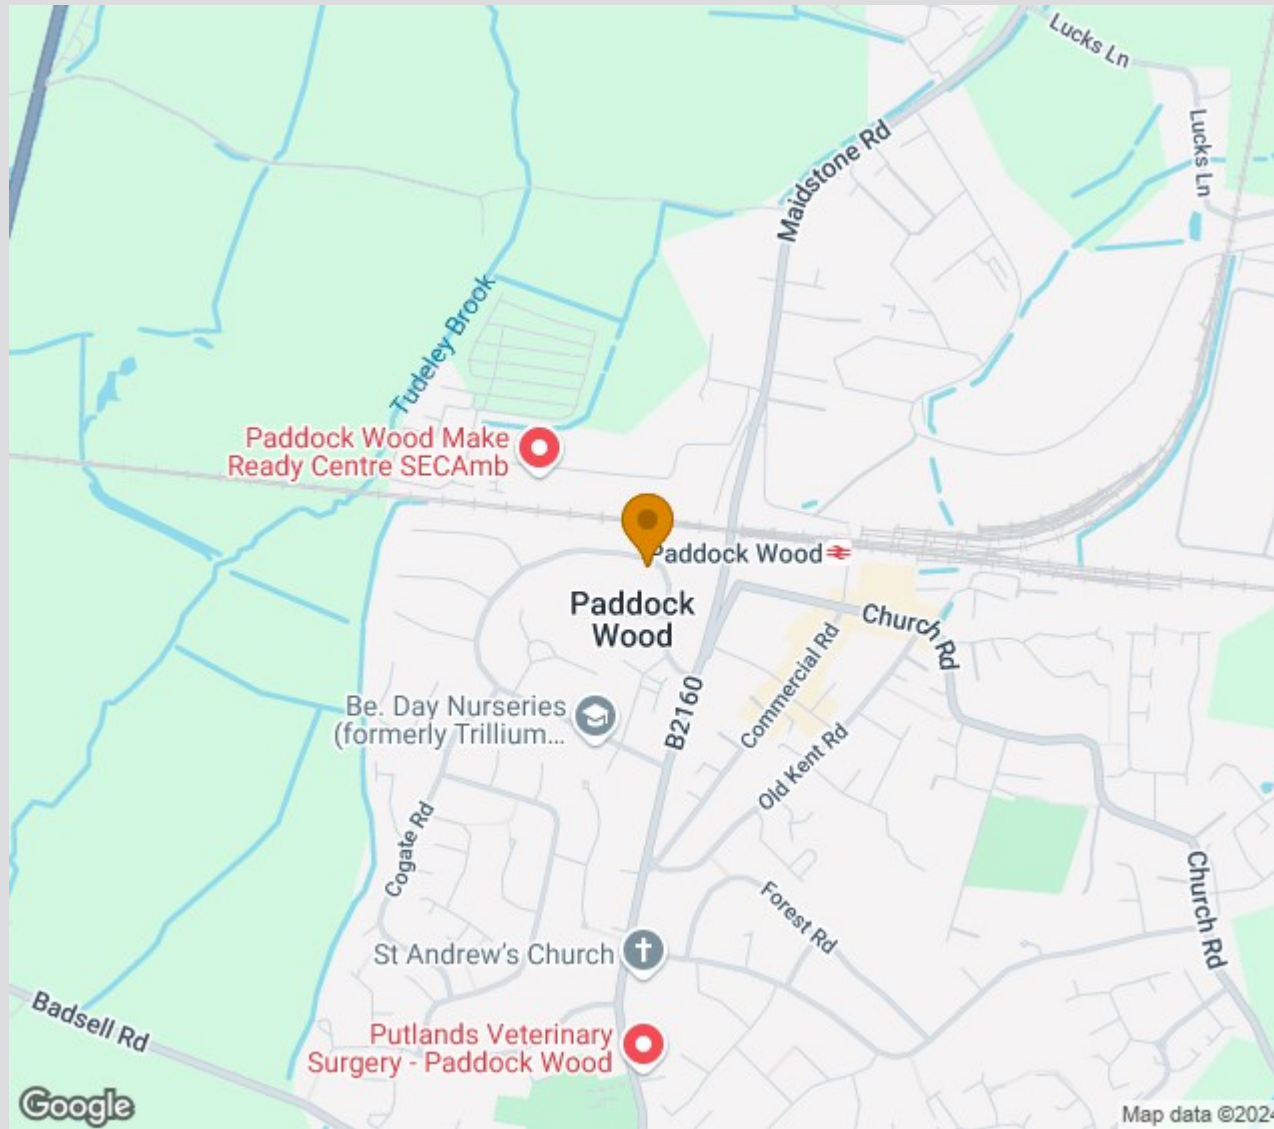 Lucks Ln
Lucks Ln
Maidstone Rd
Tudeley Brook
Paddock Wood Make
Ready Centre SECAmb
Paddock Wood
Paddock
Wood
Church Rd
Commercial Rd
B2160
Be. Day Nurseries
(formerly Trillium...
Old Kent Rd
Cogate Rd
Church Rd
Forest Rd
St Andrew's Church
Badsell Rd
Putlands Veterinary
Surgery - Paddock Wood
Google
Map data ©2024